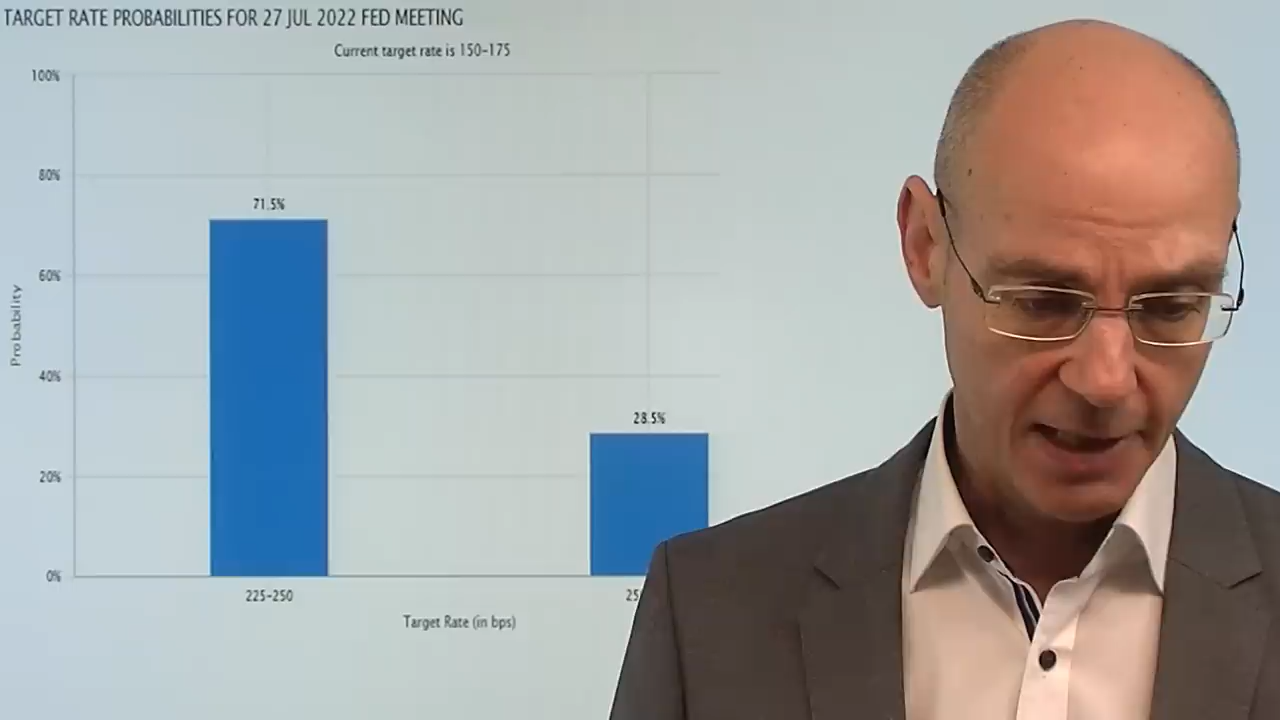 TARGET RATE PROBABILITIES FOR 27 JUL 2022 FED MEETING
Current target rate is 150-175
100%
80%
71.5%
60%
Probability
40%
28.5%
20%
0%
225-250
25
Target Rate (in bps)